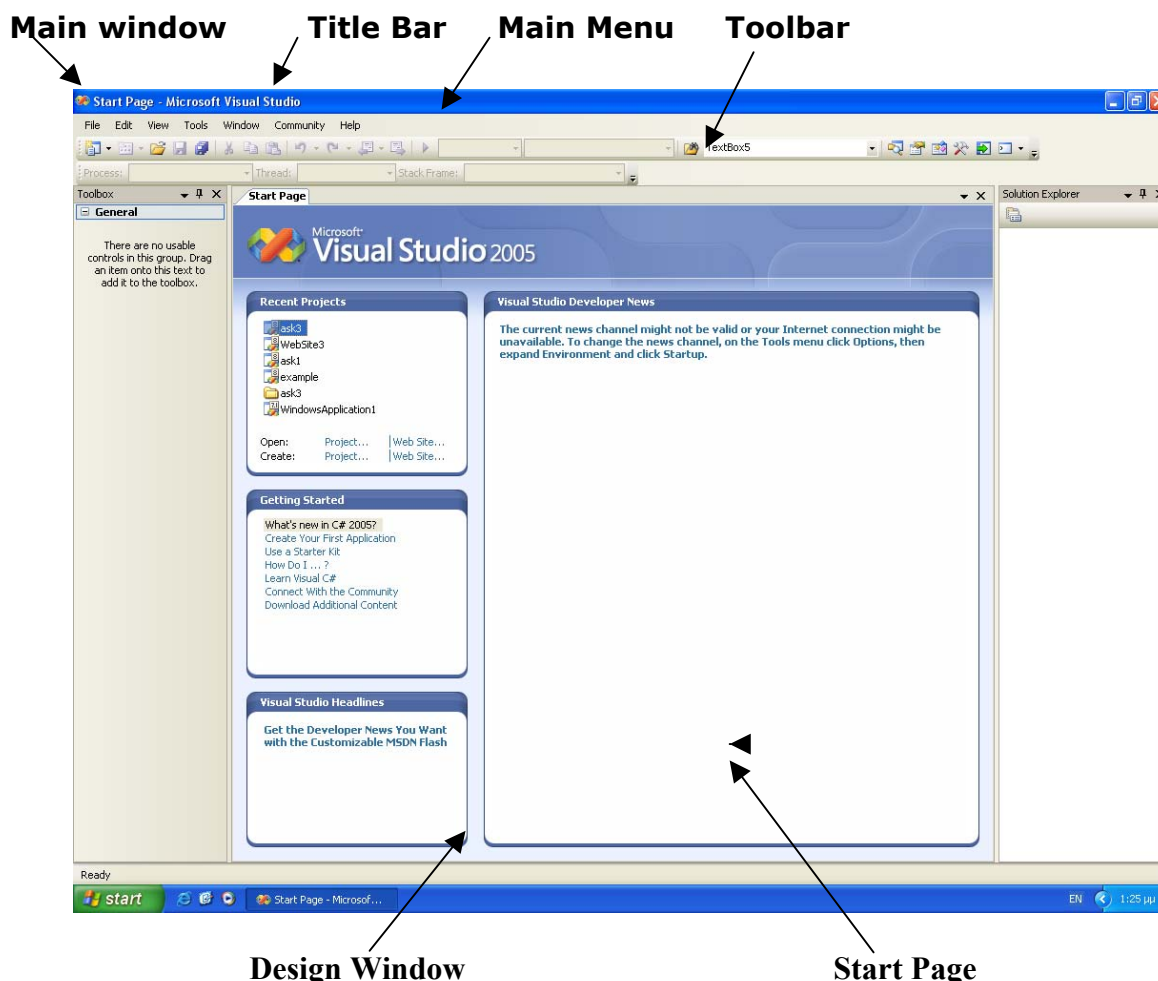 Main window Title Bar Main Menu Toolbar
Start Page - Microsoft Visual Studio
File Edit View Tools Window Community Help
TextBox5
Process: Thread: Stack Frame:
Toolbox
General
There are no usable
controls in this group. Drag
an item onto this text to
add it to the toolbox.
Start Page
Solution Explorer
Microsoft
Visual Studio 2005
Recent Projects
ask3
WebSite3
ask1
example
ask3
WindowsApplication1
Open: Project... | Web Site...
Create: Project... | Web Site...
Getting Started
What's new in C# 2005?
Create Your First Application
Use a Starter Kit
How Do I ... ?
Learn Visual C#
Connect With the Community
Download Additional Content
Visual Studio Headlines
Get the Developer News You Want
with the Customizable MSDN Flash
Visual Studio Developer News
The current news channel might not be valid or your Internet connection might be
unavailable. To change the news channel, on the Tools menu click Options, then
expand Environment and click Startup.
Ready
start
Start Page - Microsof...
EN 1:25 μμ
Design Window Start Page